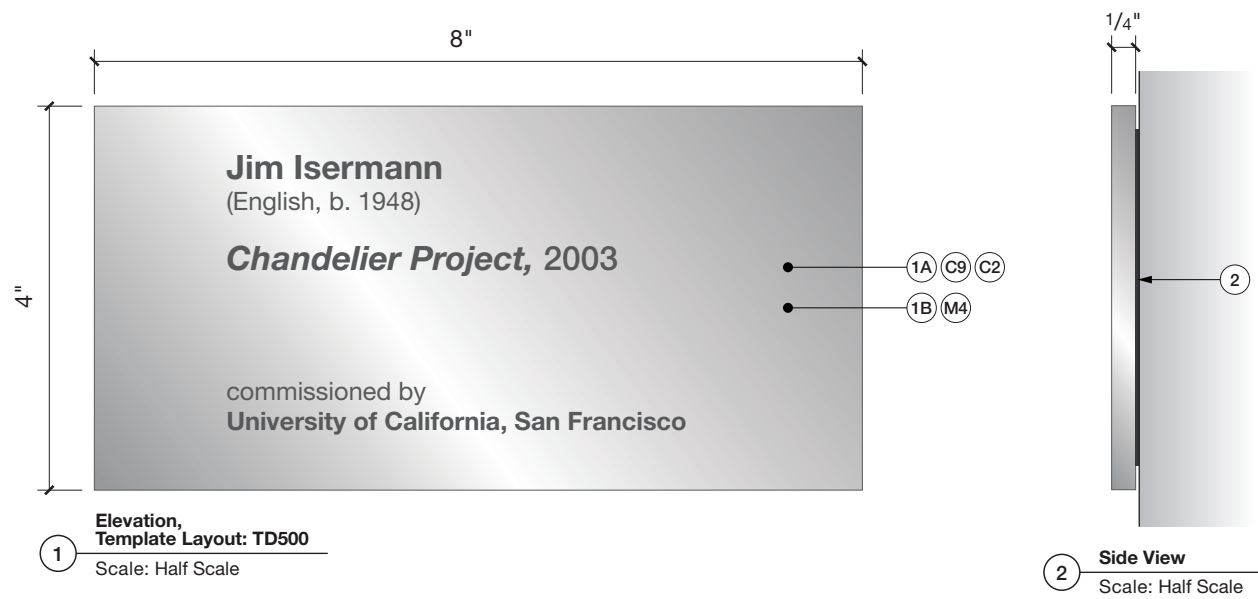 8"
1/4"
4"
Jim Isermann
(English, b. 1948)
Chandelier Project, 2003
1A C9 C2
1B M4
2
commissioned by
University of California, San Francisco
1
Elevation,
Template Layout: TD500
Scale: Half Scale
2
Side View
Scale: Half Scale